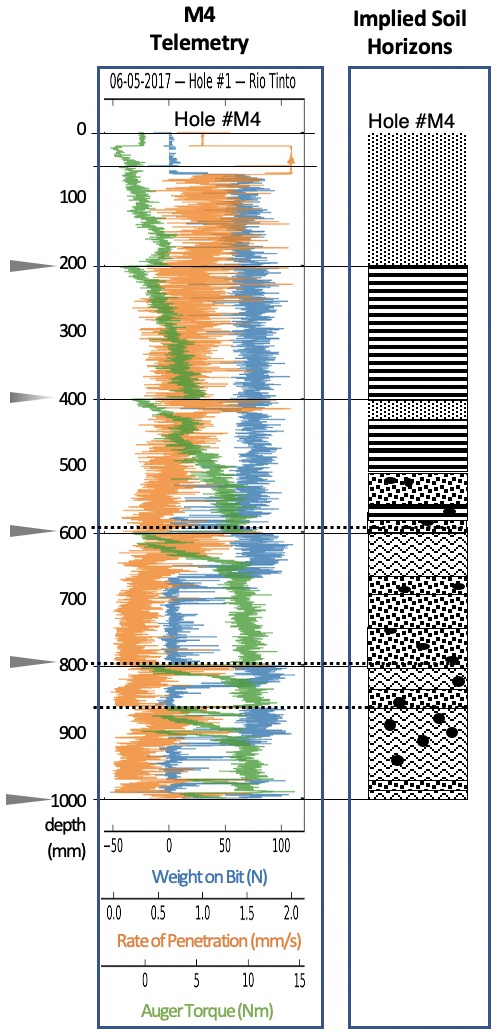 M4
Telemetry
Implied Soil
Horizons
06-05-2017 — Hole #1 — Rio Tinto
Hole #M4
Hole #M4
0
100
200
300
400
500
600
700
800
900
1000
depth
(mm)
−50 0 50 100
Weight on Bit (N)
0.0 0.5 1.0 1.5 2.0
Rate of Penetration (mm/s)
0 5 10 15
Auger Torque (Nm)